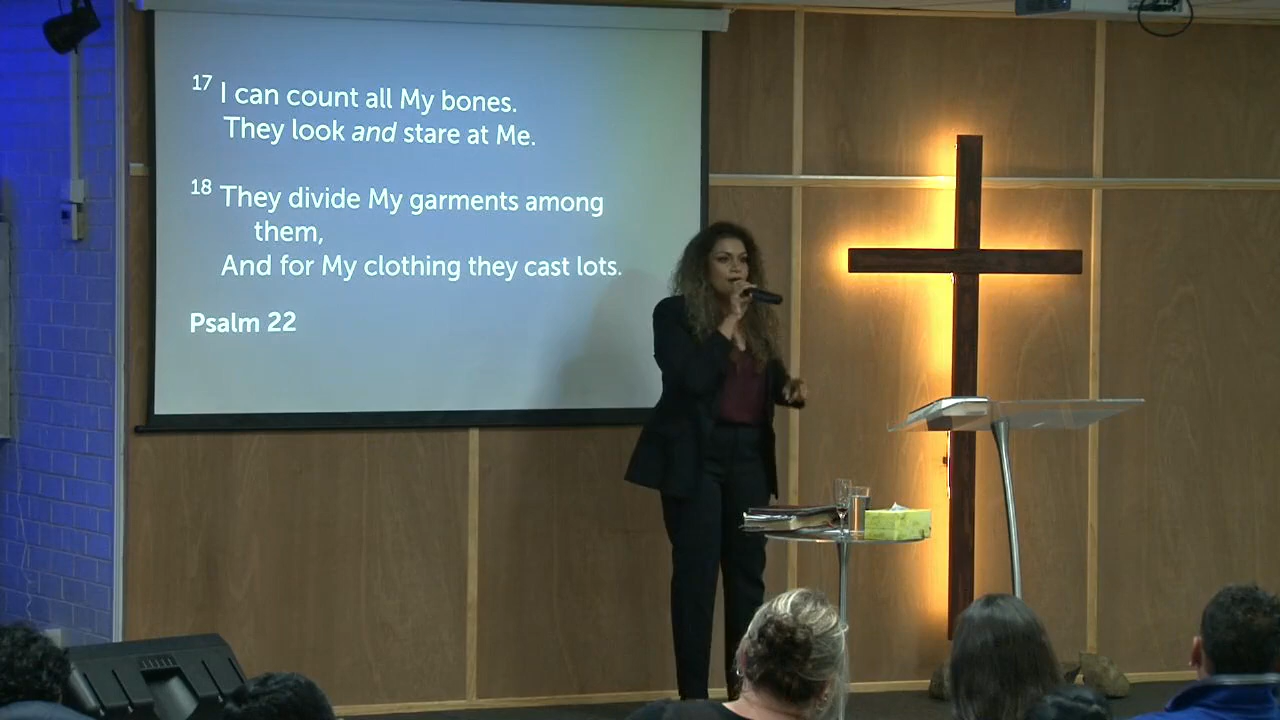 17 I can count all My bones.
They look and stare at Me.
18 They divide My garments among
them,
And for My clothing they cast lots.
Psalm 22